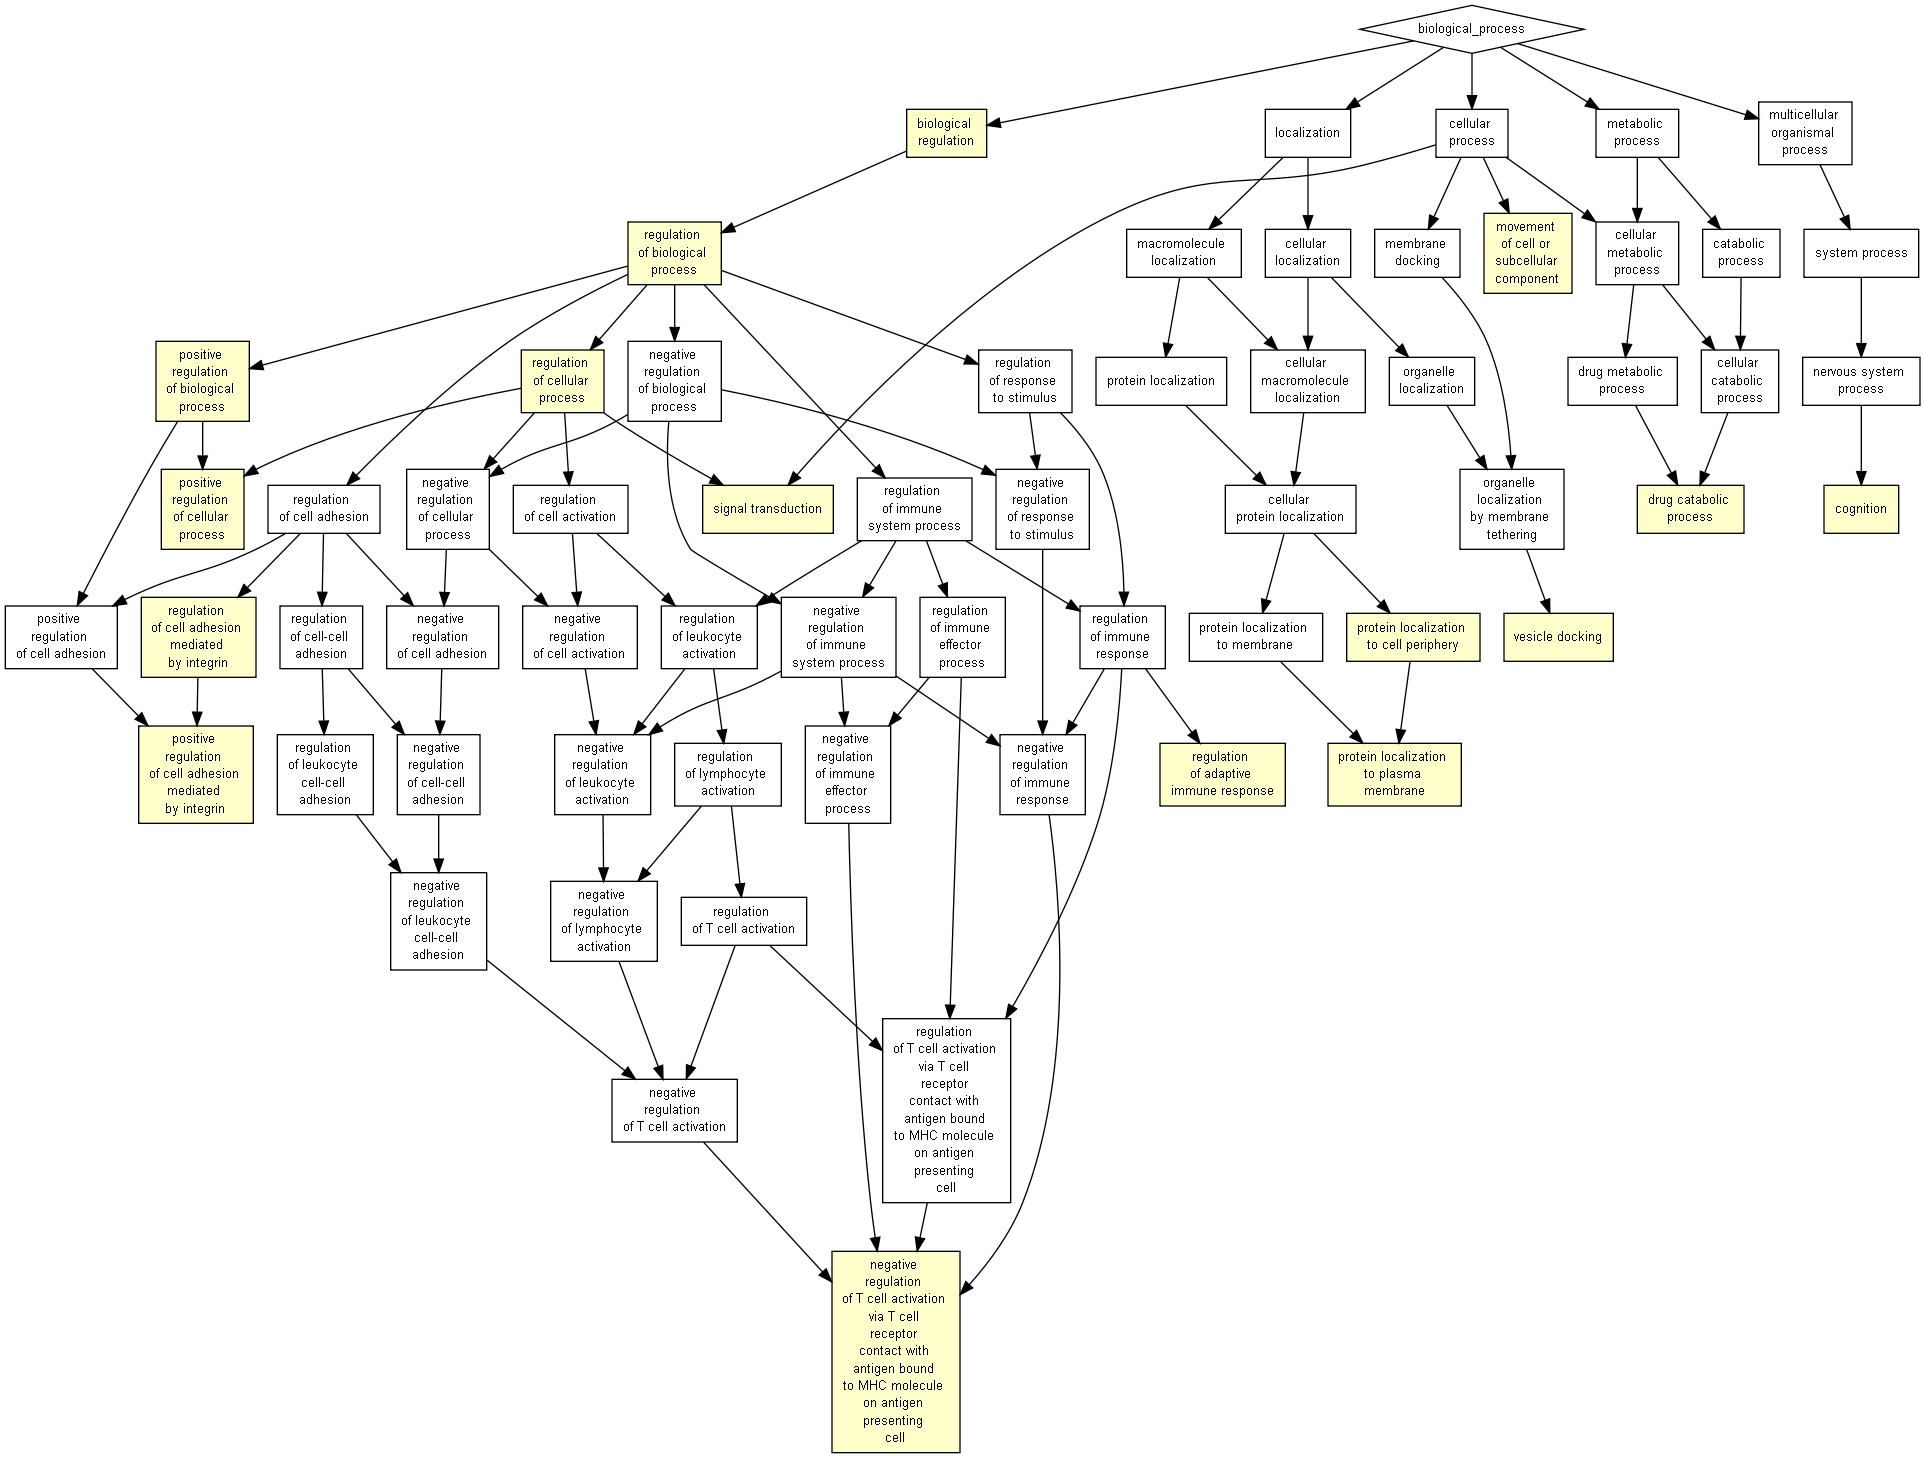 biological_process
biological
regulation
localization
cellular
process
metabolic
process
multicellular
organismal
process
regulation
of biological
process
macromolecule
localization
cellular
localization
membrane
docking
movement
of cell or
subcellular
component
cellular
metabolic
process
catabolic
process
system process
positive
regulation
of biological
process
regulation
of cellular
process
negative
regulation
of biological
process
regulation
of response
to stimulus
protein localization
cellular
macromolecule
localization
organelle
localization
drug metabolic
process
cellular
catabolic
process
nervous system
process
positive
regulation
of cellular
process
regulation
of cell adhesion
negative
regulation
of cellular
process
regulation
of cell activation
signal transduction
regulation
of immune
system process
negative
regulation
of response
to stimulus
cellular
protein localization
organelle
localization
by membrane
tethering
drug catabolic
process
cognition
positive
regulation
of cell adhesion
regulation
of cell adhesion
mediated
by integrin
regulation
of cell-cell
adhesion
negative
regulation
of cell adhesion
negative
regulation
of cell activation
regulation
of leukocyte
activation
negative
regulation
of immune
system process
regulation
of immune
effector
process
regulation
of immune
response
protein localization
to membrane
protein localization
to cell periphery
vesicle docking
positive
regulation
of cell adhesion
mediated
by integrin
regulation
of leukocyte
cell-cell
adhesion
negative
regulation
of cell-cell
adhesion
negative
regulation
of leukocyte
activation
regulation
of lymphocyte
activation
negative
regulation
of immune
effector
process
negative
regulation
of immune
response
regulation
of adaptive
immune response
protein localization
to plasma
membrane
negative
regulation
of leukocyte
cell-cell
adhesion
negative
regulation
of lymphocyte
activation
regulation
of T cell activation
regulation
of T cell activation
via T cell
receptor
contact with
antigen bound
to MHC molecule
on antigen
presenting
cell
negative
regulation
of T cell activation
negative
regulation
of T cell activation
via T cell
receptor
contact with
antigen bound
to MHC molecule
on antigen
presenting
cell